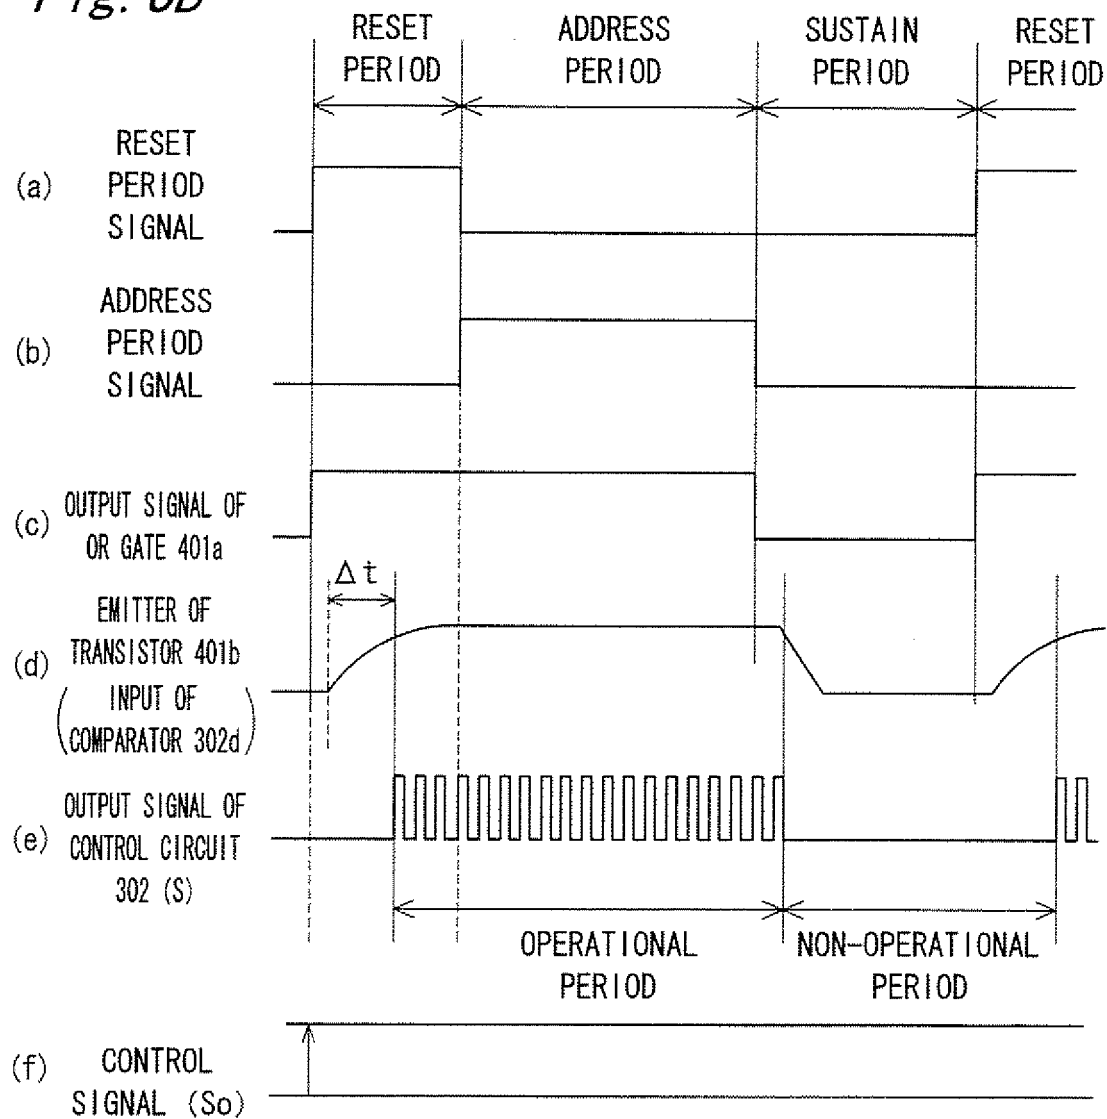 Fig. 6B
RESET PERIOD
ADDRESS PERIOD
SUSTAIN PERIOD
RESET PERIOD
(a)
RESET
PERIOD
SIGNAL
(b)
ADDRESS
PERIOD
SIGNAL
(c)
OUTPUT SIGNAL OF
OR GATE 401a
Δt
(d)
EMITTER OF
TRANSISTOR 401b
(INPUT OF
COMPARATOR 302d)
(e)
OUTPUT SIGNAL OF
CONTROL CIRCUIT
302 (S)
OPERATIONAL
PERIOD
NON-OPERATIONAL
PERIOD
(f)
CONTROL
SIGNAL (So)